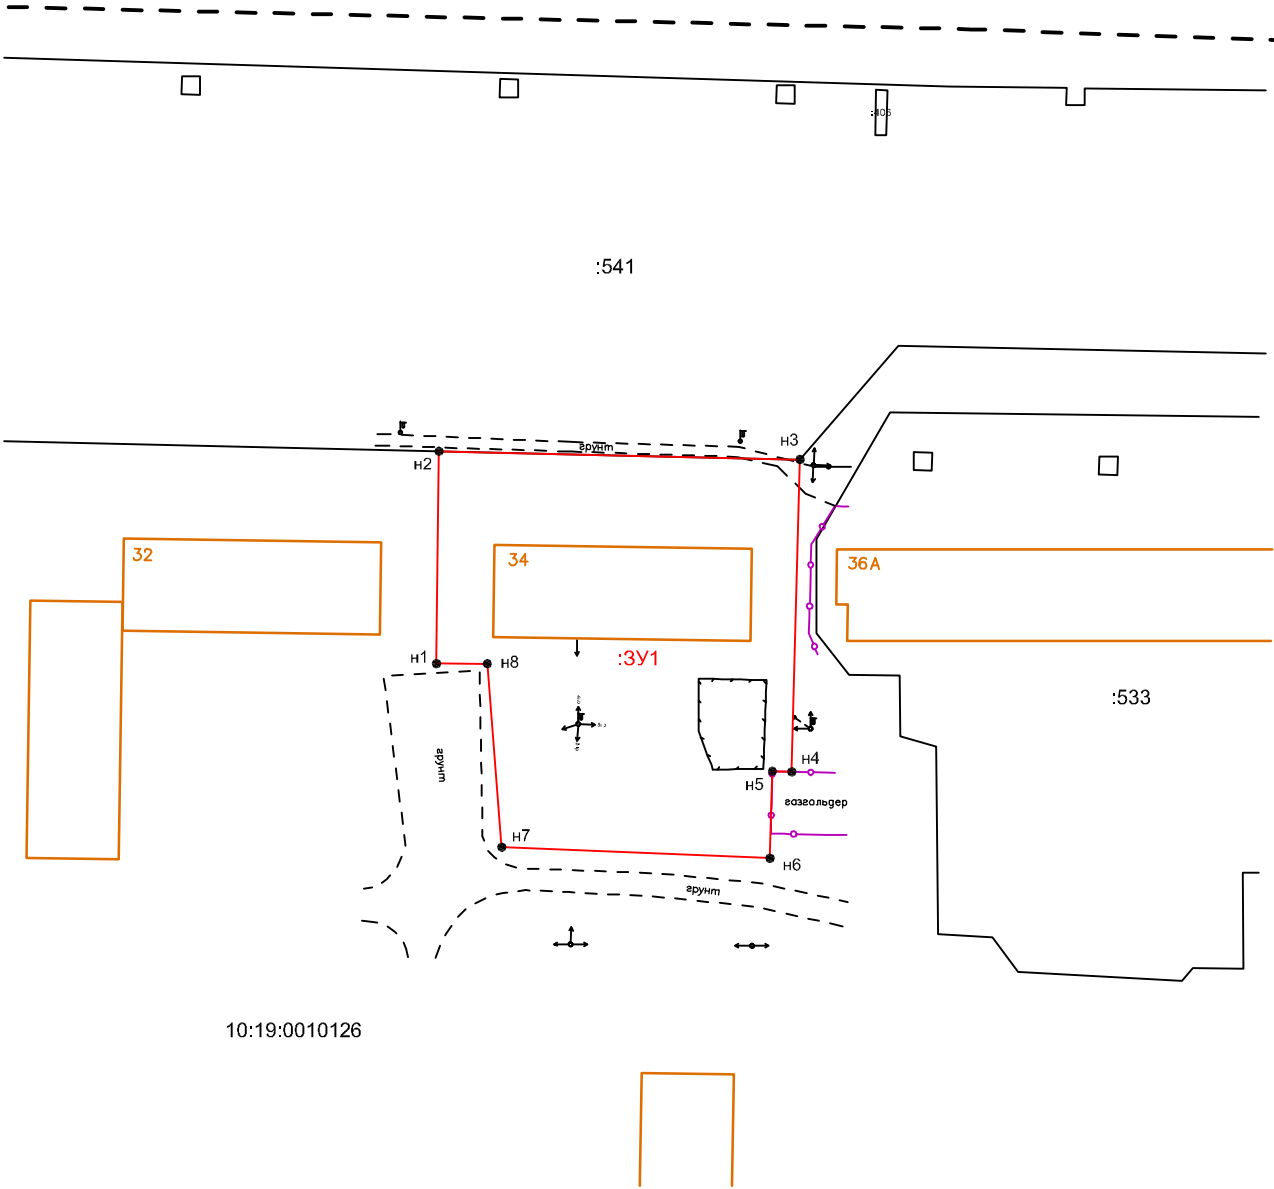 :405
:541
н3
грунт
н2
32
34
36А
н1
н8
:ЗУ1
:533
грунт
н4
н5
газгольдер
н7
н6
грунт
10:19:0010126